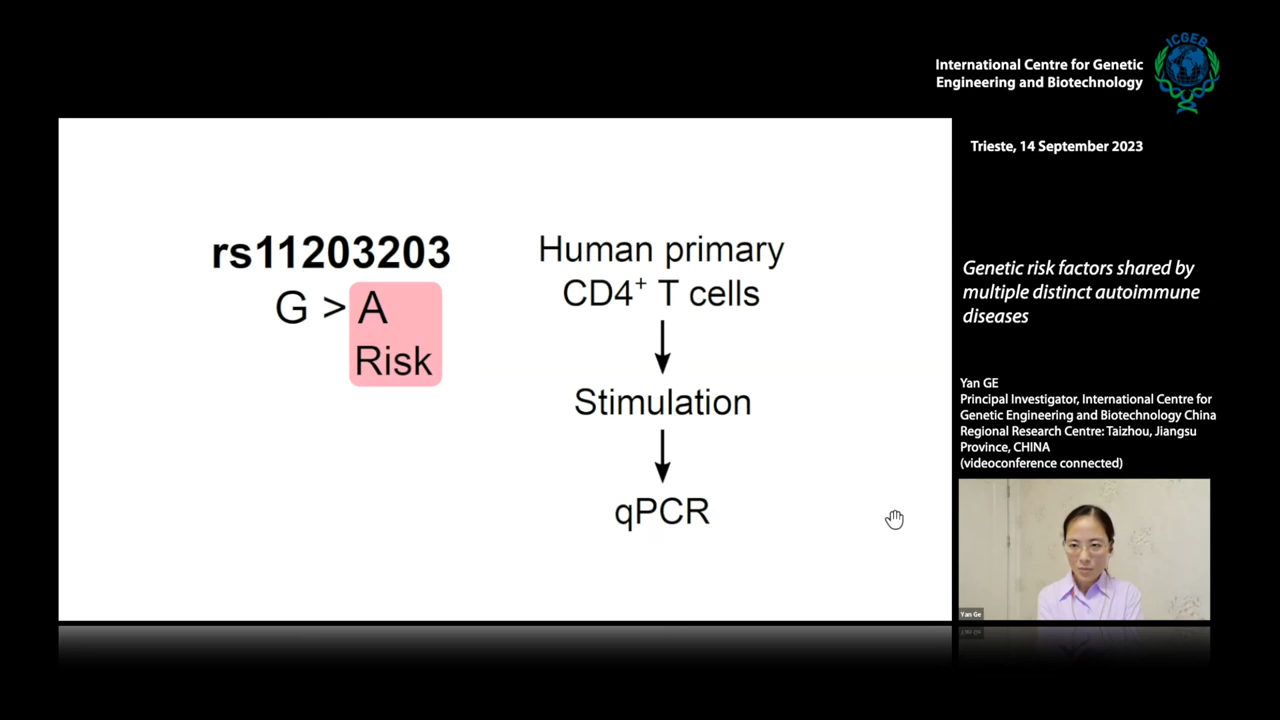 ICGEB
International Centre for Genetic
Engineering and Biotechnology
Trieste, 14 September 2023
rs11203203
G > A
Risk
Human primary
CD4⁺ T cells
Stimulation
qPCR
Genetic risk factors shared by
multiple distinct autoimmune
diseases
Yan GE
Principal Investigator, International Centre for
Genetic Engineering and Biotechnology China
Regional Research Centre: Taizhou, Jiangsu
Province, CHINA
(videoconference connected)
Yan Ge